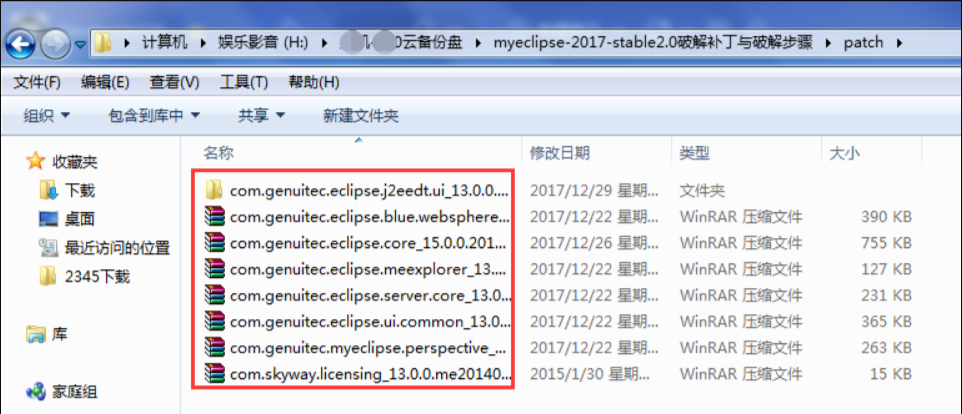 计算机 娱乐影音 (H:) 云备份盘 myeclipse-2017-stable2.0破解补丁与破解步骤 patch
文件(F) 编辑(E) 查看(V) 工具(T) 帮助(H)
组织 包含到库中 共享 新建文件夹
名称 修改日期 类型 大小
收藏夹
下载
桌面
最近访问的位置
2345下载
库
家庭组
com.genuitec.eclipse.j2eedt.ui_13.0.0.... 2017/12/29 星期... 文件夹
com.genuitec.eclipse.blue.websphere... 2017/12/22 星期... WinRAR 压缩文件 390 KB
com.genuitec.eclipse.core_15.0.0.201... 2017/12/26 星期... WinRAR 压缩文件 755 KB
com.genuitec.eclipse.meexplorer_13.... 2017/12/22 星期... WinRAR 压缩文件 127 KB
com.genuitec.eclipse.server.core_13.0... 2017/12/22 星期... WinRAR 压缩文件 231 KB
com.genuitec.eclipse.ui.common_13.0... 2017/12/22 星期... WinRAR 压缩文件 365 KB
com.genuitec.myeclipse.perspective_... 2017/12/22 星期... WinRAR 压缩文件 263 KB
com.skyway.licensing_13.0.0.me20140... 2015/1/30 星期... WinRAR 压缩文件 15 KB